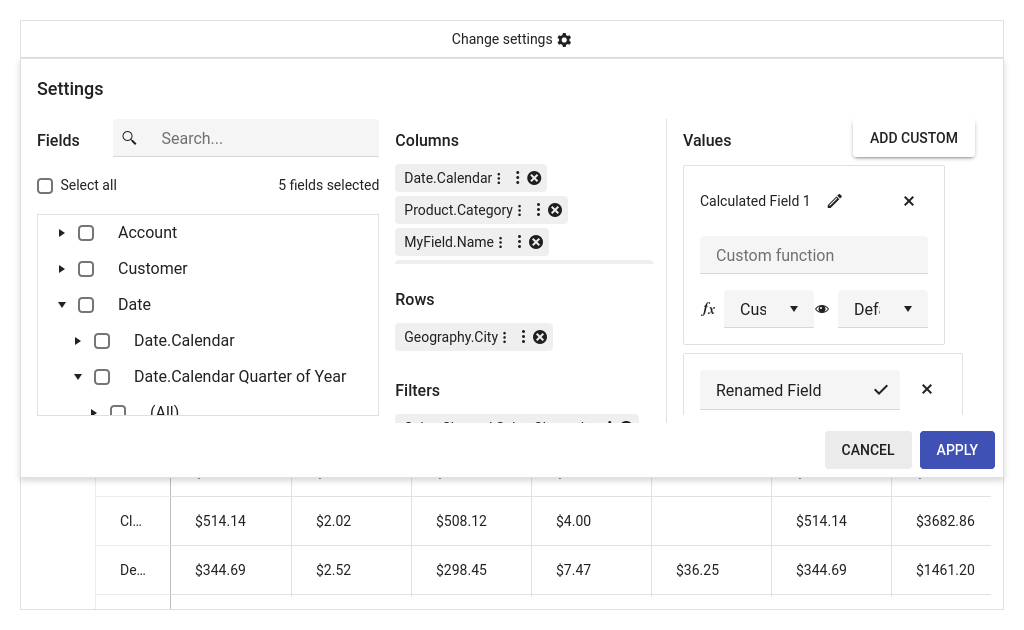 Change settings
Settings
Fields
Search...
Select all
5 fields selected
Account
Customer
Date
Date.Calendar
Date.Calendar Quarter of Year
(All)
Columns
Date.Calendar
Product.Category
MyField.Name
Rows
Geography.City
Filters
Values
ADD CUSTOM
Calculated Field 1
Custom function
fx
Cus
Def
Renamed Field
CANCEL
APPLY
Cl... $514.14 $2.02 $508.12 $4.00 $514.14 $3682.86
De... $344.69 $2.52 $298.45 $7.47 $36.25 $344.69 $1461.20